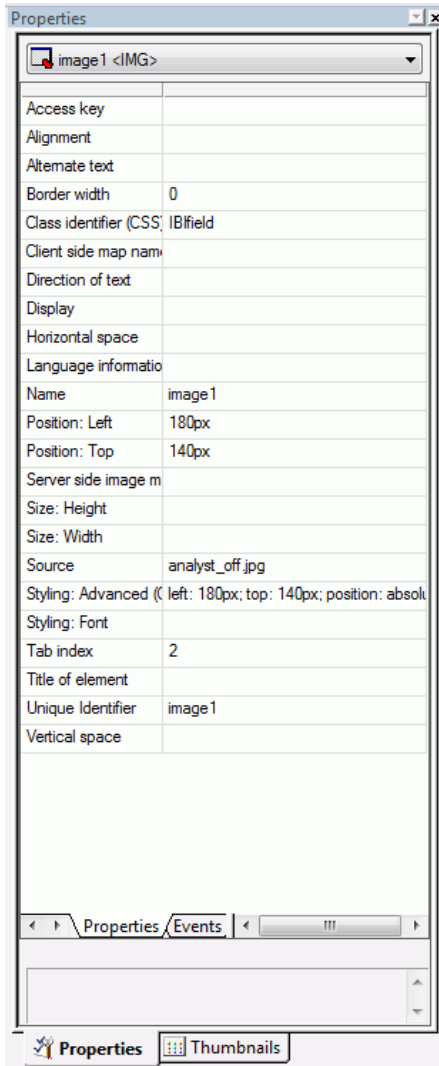 Properties
image1 <IMG>
Access key
Alignment
Alternate text
Border width 0
Class identifier (CSS) IBIfield
Client side map name
Direction of text
Display
Horizontal space
Language informatio
Name image1
Position: Left 180px
Position: Top 140px
Server side image m
Size: Height
Size: Width
Source analyst_off.jpg
Styling: Advanced (C left: 180px; top: 140px; position: absolu
Styling: Font
Tab index 2
Title of element
Unique Identifier image1
Vertical space
Properties Events
Properties Thumbnails